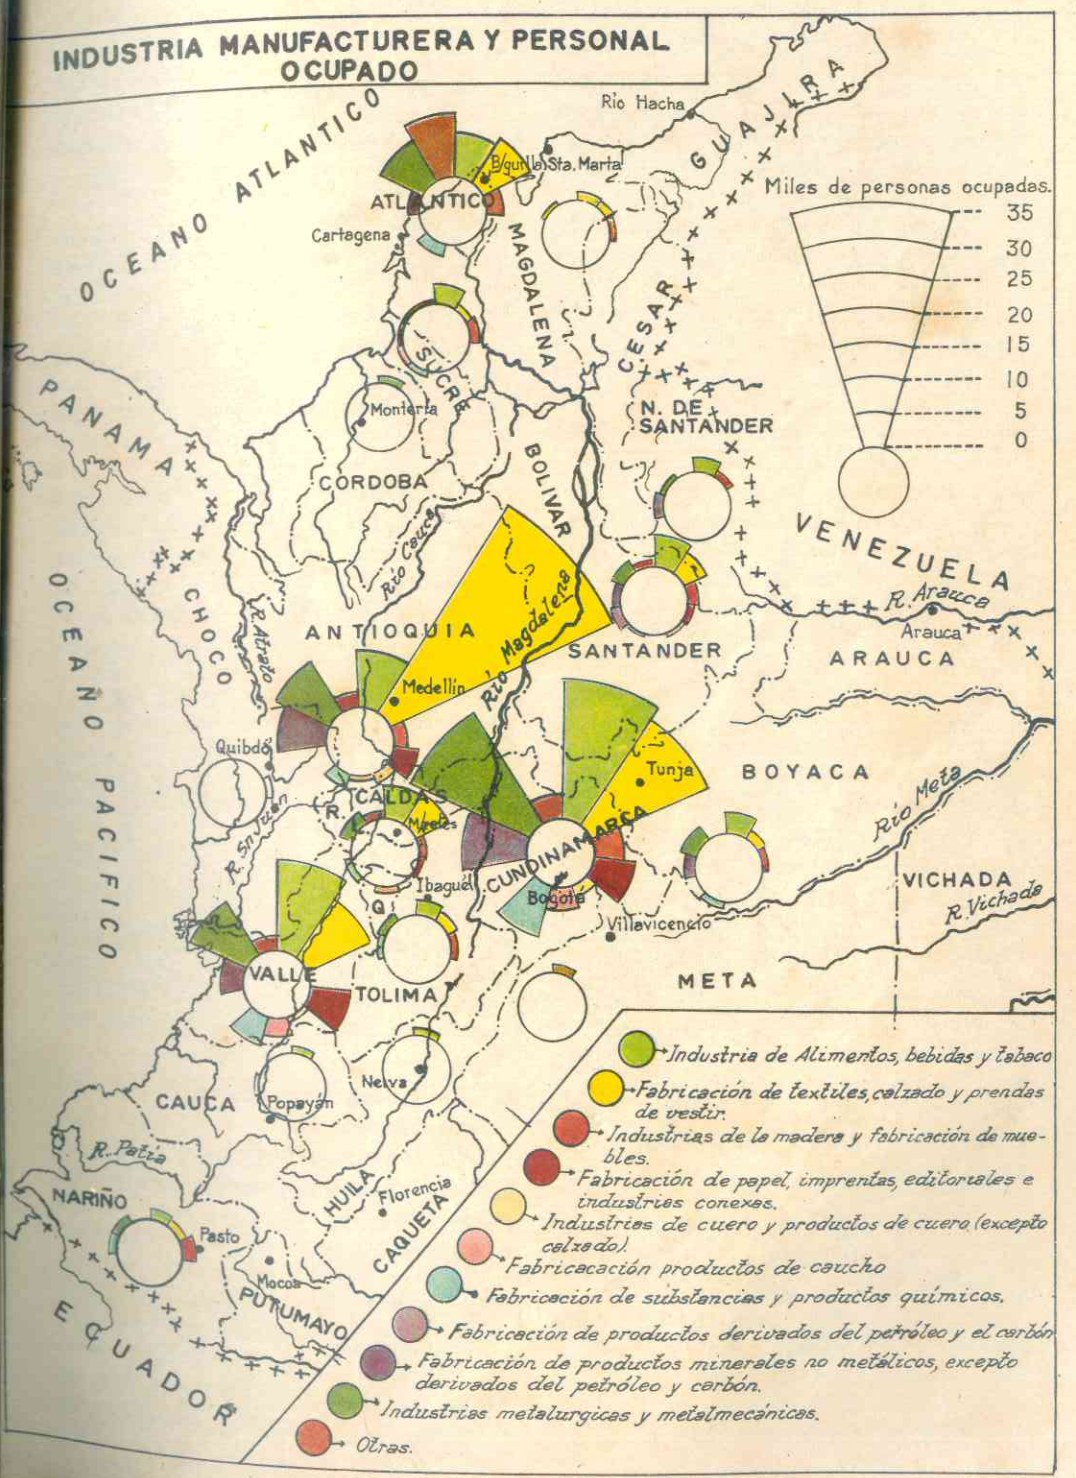 INDUSTRIA MANUFACTURERA Y PERSONAL
OCUPADO
OCEANO ATLANTICO
Rio Hacha
GUAJIRA
B/quilla
Sta. Marta
ATLANTICO
Cartagena
MAGDALENA
CESAR
Miles de personas ocupadas.
35
30
25
20
15
10
5
0
SUCRE
PANAMA
Montería
N. DE
SANTANDER
CORDOBA
BOLIVAR
Río Cauca
VENEZUELA
OCEANO PACIFICO
CHOCO
R. Atrato
ANTIOQUIA
Río Magdalena
SANTANDER
R. Arauca
Arauca
ARAUCA
Medellín
Quibdó
Tunja
BOYACA
Río Meta
CALDAS
R.
M/zales
R. Sn Juan
CUNDINAMARCA
Ibagué
Bogotá
Q.
VICHADA
R. Vichada
Villavicencio
VALLE
TOLIMA
META
Neiva
CAUCA
Popayán
R. Patía
HUILA
Florencia
CAQUETA
NARIÑO
Pasto
Mocoa
PUTUMAYO
ECUADOR
Industria de Alimentos, bebidas y tabaco
Fabricación de textiles, calzado y prendas
de vestir.
Industrias de la madera y fabricación de mue-
bles.
Fabricación de papel, imprentas, editoriales e
industrias conexas.
Industrias de cuero y productos de cuero (excepto
calzado).
Fabricacación productos de caucho
Fabricación de substancias y productos químicos.
Fabricación de productos derivados del petróleo y el carbón
Fabricación de productos minerales no metálicos, excepto
derivados del petróleo y carbón.
Industrias metalurgicas y metalmecánicas.
Otras.